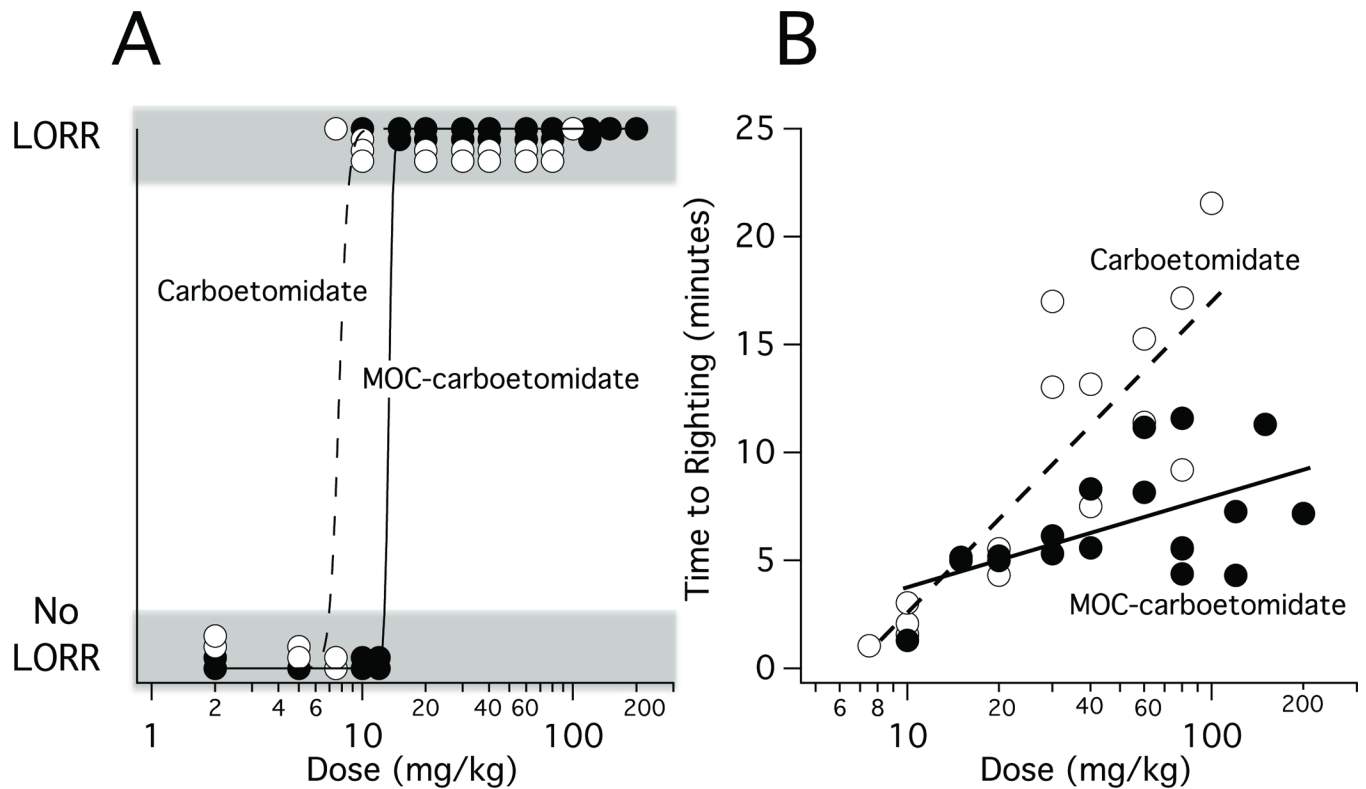 A
LORR
Carboetomidate
MOC-carboetomidate
No
LORR
2 4 6 20 40 60 200
1 10 100
Dose (mg/kg)
B
Time to Righting (minutes)
25
20
15
10
5
0
Carboetomidate
MOC-carboetomidate
6 8 20 40 60 200
10 100
Dose (mg/kg)